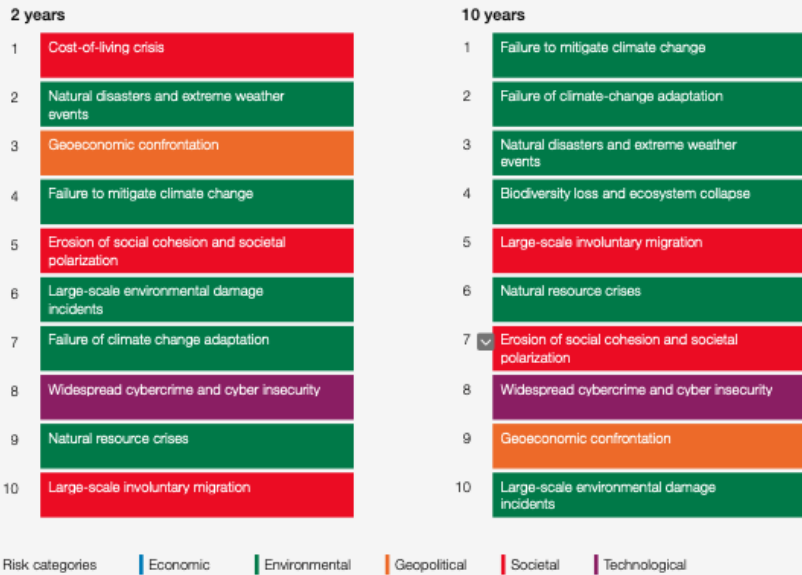 2 years
1 Cost-of-living crisis
2 Natural disasters and extreme weather
events
3 Geoeconomic confrontation
4 Failure to mitigate climate change
5 Erosion of social cohesion and societal
polarization
6 Large-scale environmental damage
incidents
7 Failure of climate change adaptation
8 Widespread cybercrime and cyber insecurity
9 Natural resource crises
10 Large-scale involuntary migration
10 years
1 Failure to mitigate climate change
2 Failure of climate-change adaptation
3 Natural disasters and extreme weather
events
4 Biodiversity loss and ecosystem collapse
5 Large-scale involuntary migration
6 Natural resource crises
7 Erosion of social cohesion and societal
polarization
8 Widespread cybercrime and cyber insecurity
9 Geoeconomic confrontation
10 Large-scale environmental damage
incidents
Risk categories Economic Environmental Geopolitical Societal Technological